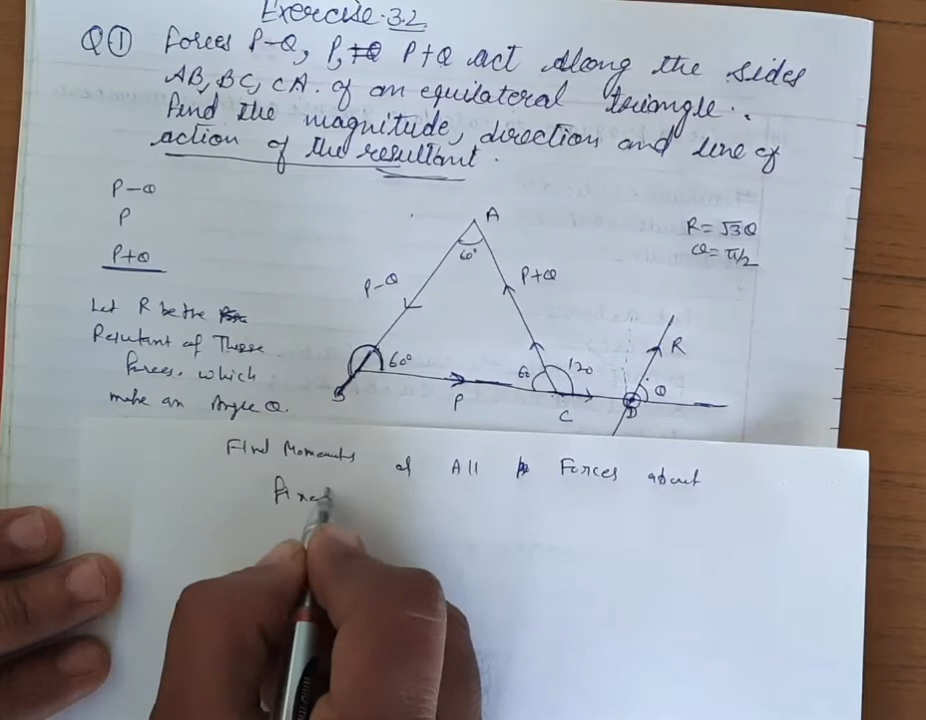 Exercise.3.2
Q① Forces P-Q, P, P+Q act along the sides
AB, BC, CA. of an equilateral triangle.
Find the magnitude, direction and line of
action of the resultant.
P-Q
P
P+Q
Let R be the
Resultant of These
forces. which
make an Angle Q.
A
60°
P-Q
P+Q
R = √3Q
Q = π/2
R
60°
60
120
Q
B
P
C
D
Find Moments of All Forces about
fixe